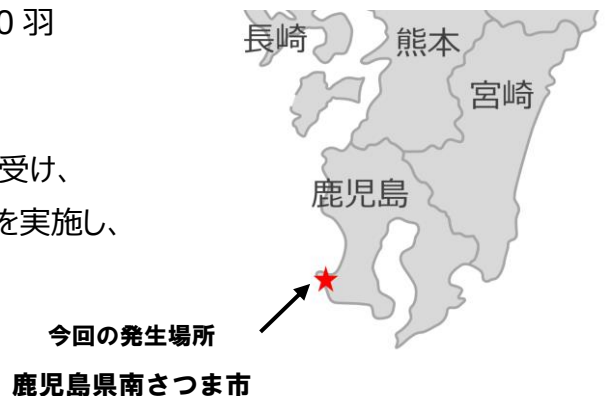 0 羽
受け、
を実施し、
長崎
熊本
宮崎
鹿児島
今回の発生場所
鹿児島県南さつま市